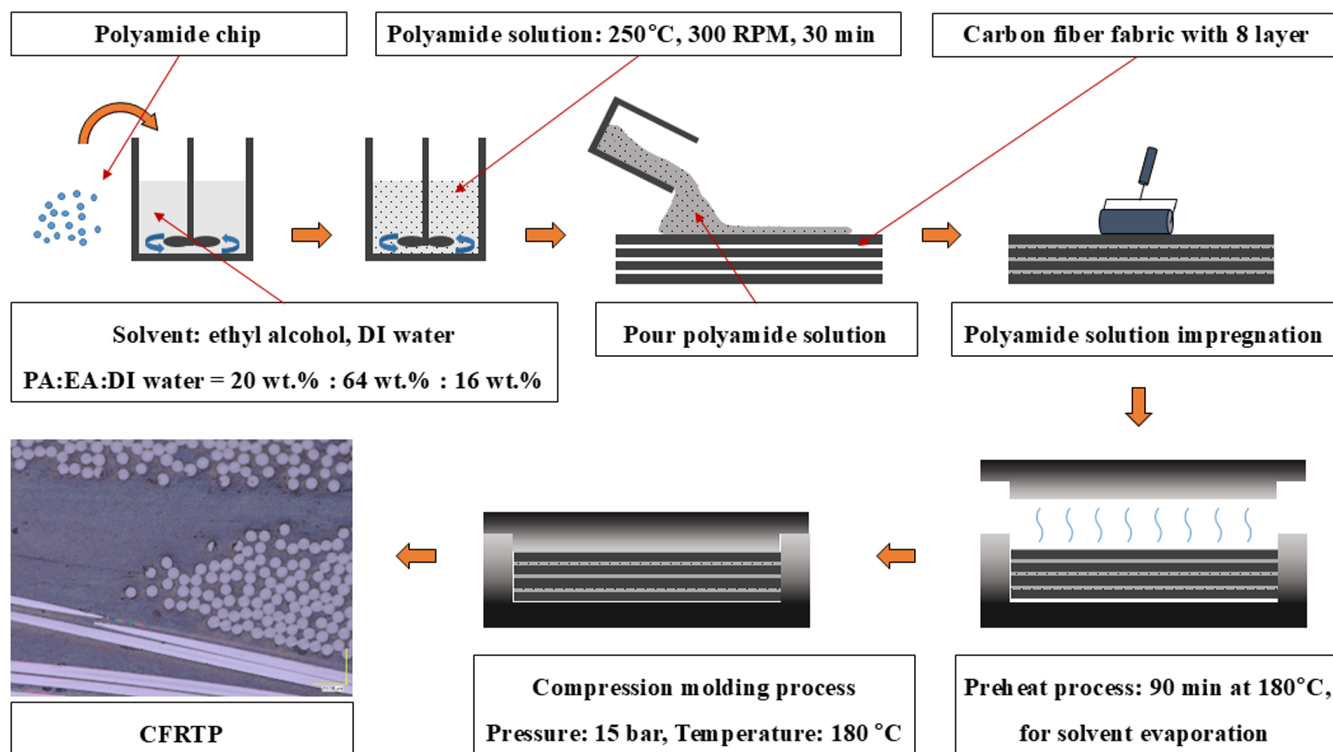 Polyamide chip
Polyamide solution: 250°C, 300 RPM, 30 min
Carbon fiber fabric with 8 layer
Solvent: ethyl alcohol, DI water
PA:EA:DI water = 20 wt.% : 64 wt.% : 16 wt.%
Pour polyamide solution
Polyamide solution impregnation
Preheat process: 90 min at 180°C,
for solvent evaporation
Compression molding process
Pressure: 15 bar, Temperature: 180 °C
CFRTP